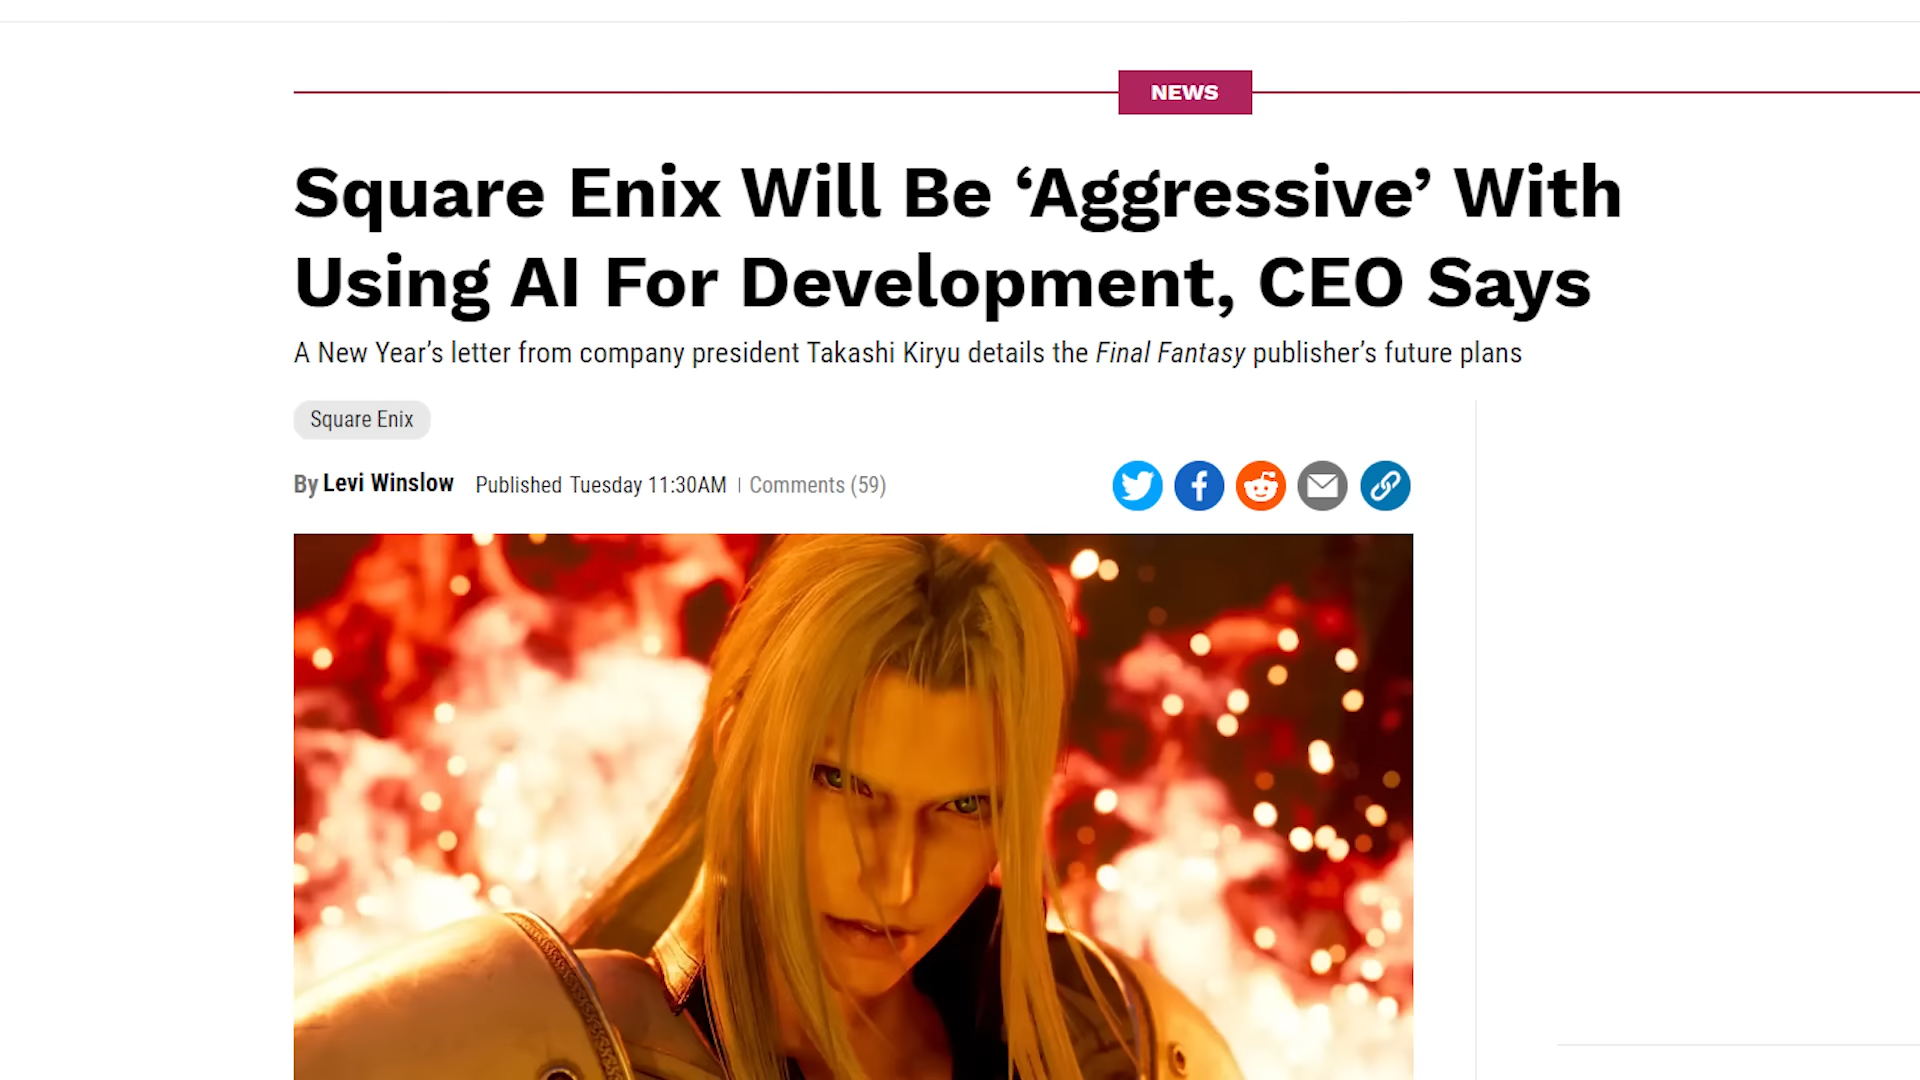 NEWS
Square Enix Will Be ‘Aggressive’ With
Using AI For Development, CEO Says
A New Year’s letter from company president Takashi Kiryu details the Final Fantasy publisher’s future plans
Square Enix
By Levi Winslow Published Tuesday 11:30AM | Comments (59)